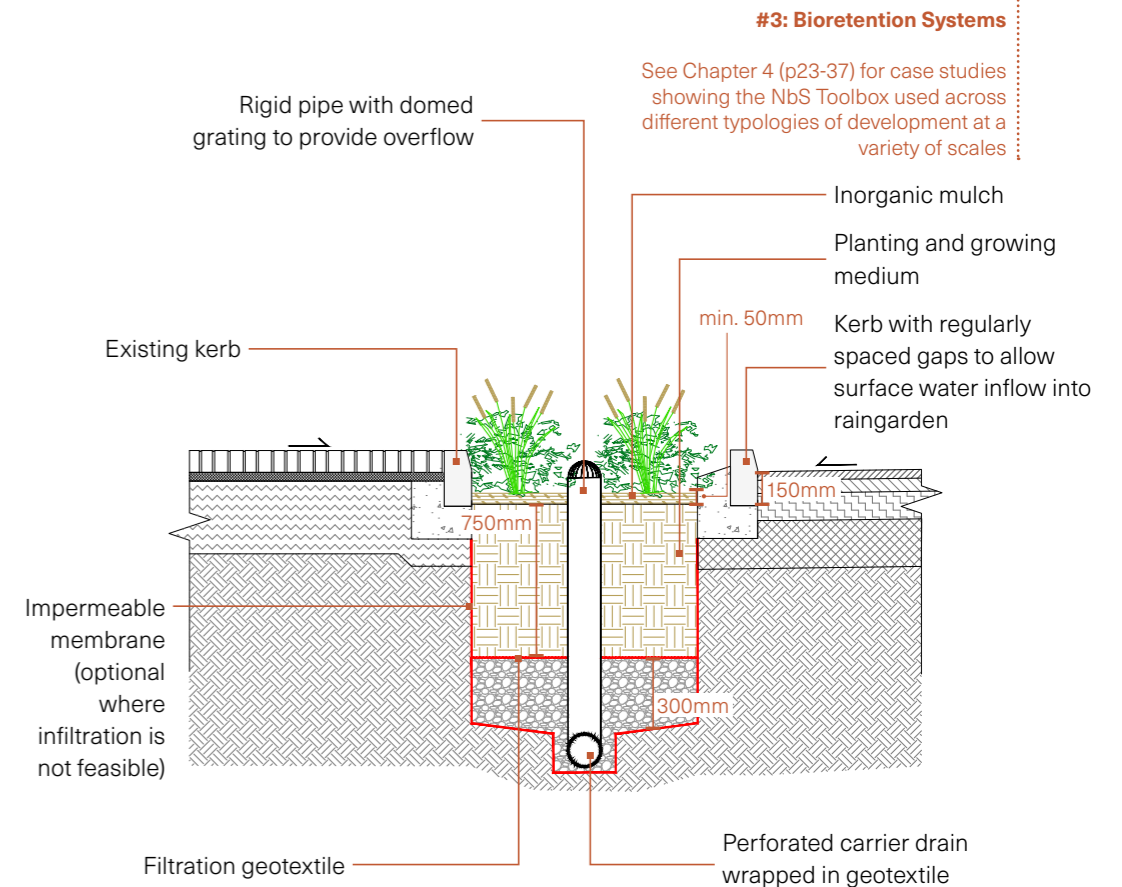 #3: Bioretention Systems
See Chapter 4 (p23-37) for case studies
showing the NbS Toolbox used across
different typologies of development at a
variety of scales
Rigid pipe with domed
grating to provide overflow
Inorganic mulch
Planting and growing
medium
min. 50mm
Kerb with regularly
spaced gaps to allow
surface water inflow into
raingarden
Existing kerb
150mm
750mm
Impermeable
membrane
(optional
where
infiltration is
not feasible)
300mm
Filtration geotextile
Perforated carrier drain
wrapped in geotextile